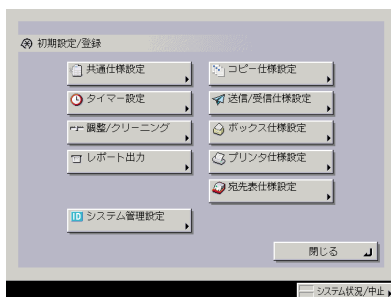 初期設定/登録
共通仕様設定
コピー仕様設定
タイマー設定
送信/受信仕様設定
調整/クリーニング
ボックス仕様設定
レポート出力
プリンタ仕様設定
宛先表仕様設定
ID システム管理設定
閉じる
システム状況/中止